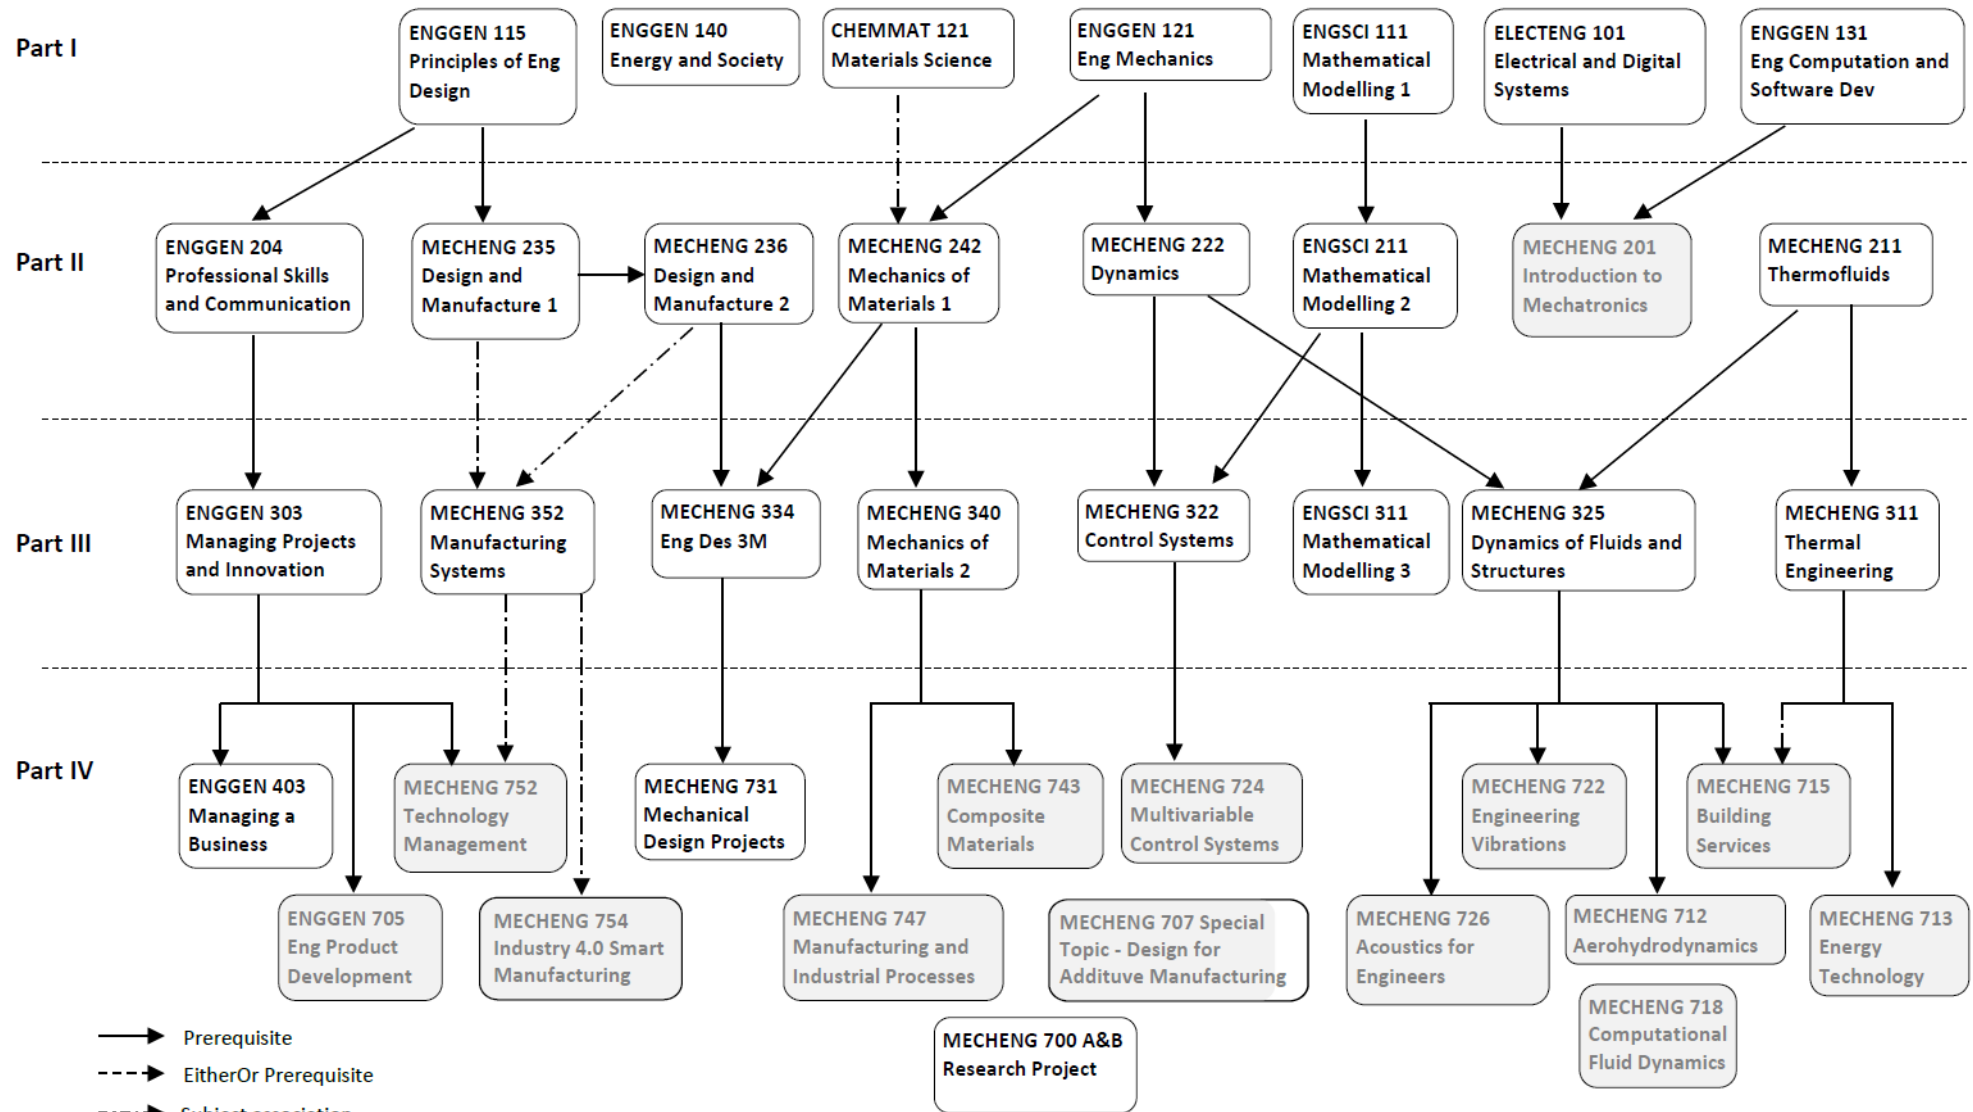 Part I
ENGGEN 115
Principles of Eng
Design
ENGGEN 140
Energy and Society
CHEMMAT 121
Materials Science
ENGGEN 121
Eng Mechanics
ENGSCI 111
Mathematical
Modelling 1
ELECTENG 101
Electrical and Digital
Systems
ENGGEN 131
Eng Computation and
Software Dev
Part II
ENGGEN 204
Professional Skills
and Communication
MECHENG 235
Design and
Manufacture 1
MECHENG 236
Design and
Manufacture 2
MECHENG 242
Mechanics of
Materials 1
MECHENG 222
Dynamics
ENGSCI 211
Mathematical
Modelling 2
MECHENG 201
Introduction to
Mechatronics
MECHENG 211
Thermofluids
Part III
ENGGEN 303
Managing Projects
and Innovation
MECHENG 352
Manufacturing
Systems
MECHENG 334
Eng Des 3M
MECHENG 340
Mechanics of
Materials 2
MECHENG 322
Control Systems
ENGSCI 311
Mathematical
Modelling 3
MECHENG 325
Dynamics of Fluids and
Structures
MECHENG 311
Thermal
Engineering
Part IV
ENGGEN 403
Managing a
Business
MECHENG 752
Technology
Management
MECHENG 731
Mechanical
Design Projects
MECHENG 743
Composite
Materials
MECHENG 724
Multivariable
Control Systems
MECHENG 722
Engineering
Vibrations
MECHENG 715
Building
Services
ENGGEN 705
Eng Product
Development
MECHENG 754
Industry 4.0 Smart
Manufacturing
MECHENG 747
Manufacturing and
Industrial Processes
MECHENG 707 Special
Topic - Design for
Addituve Manufacturing
MECHENG 726
Acoustics for
Engineers
MECHENG 712
Aerohydrodynamics
MECHENG 713
Energy
Technology
MECHENG 718
Computational
Fluid Dynamics
MECHENG 700 A&B
Research Project
Prerequisite
EitherOr Prerequisite
Subject association